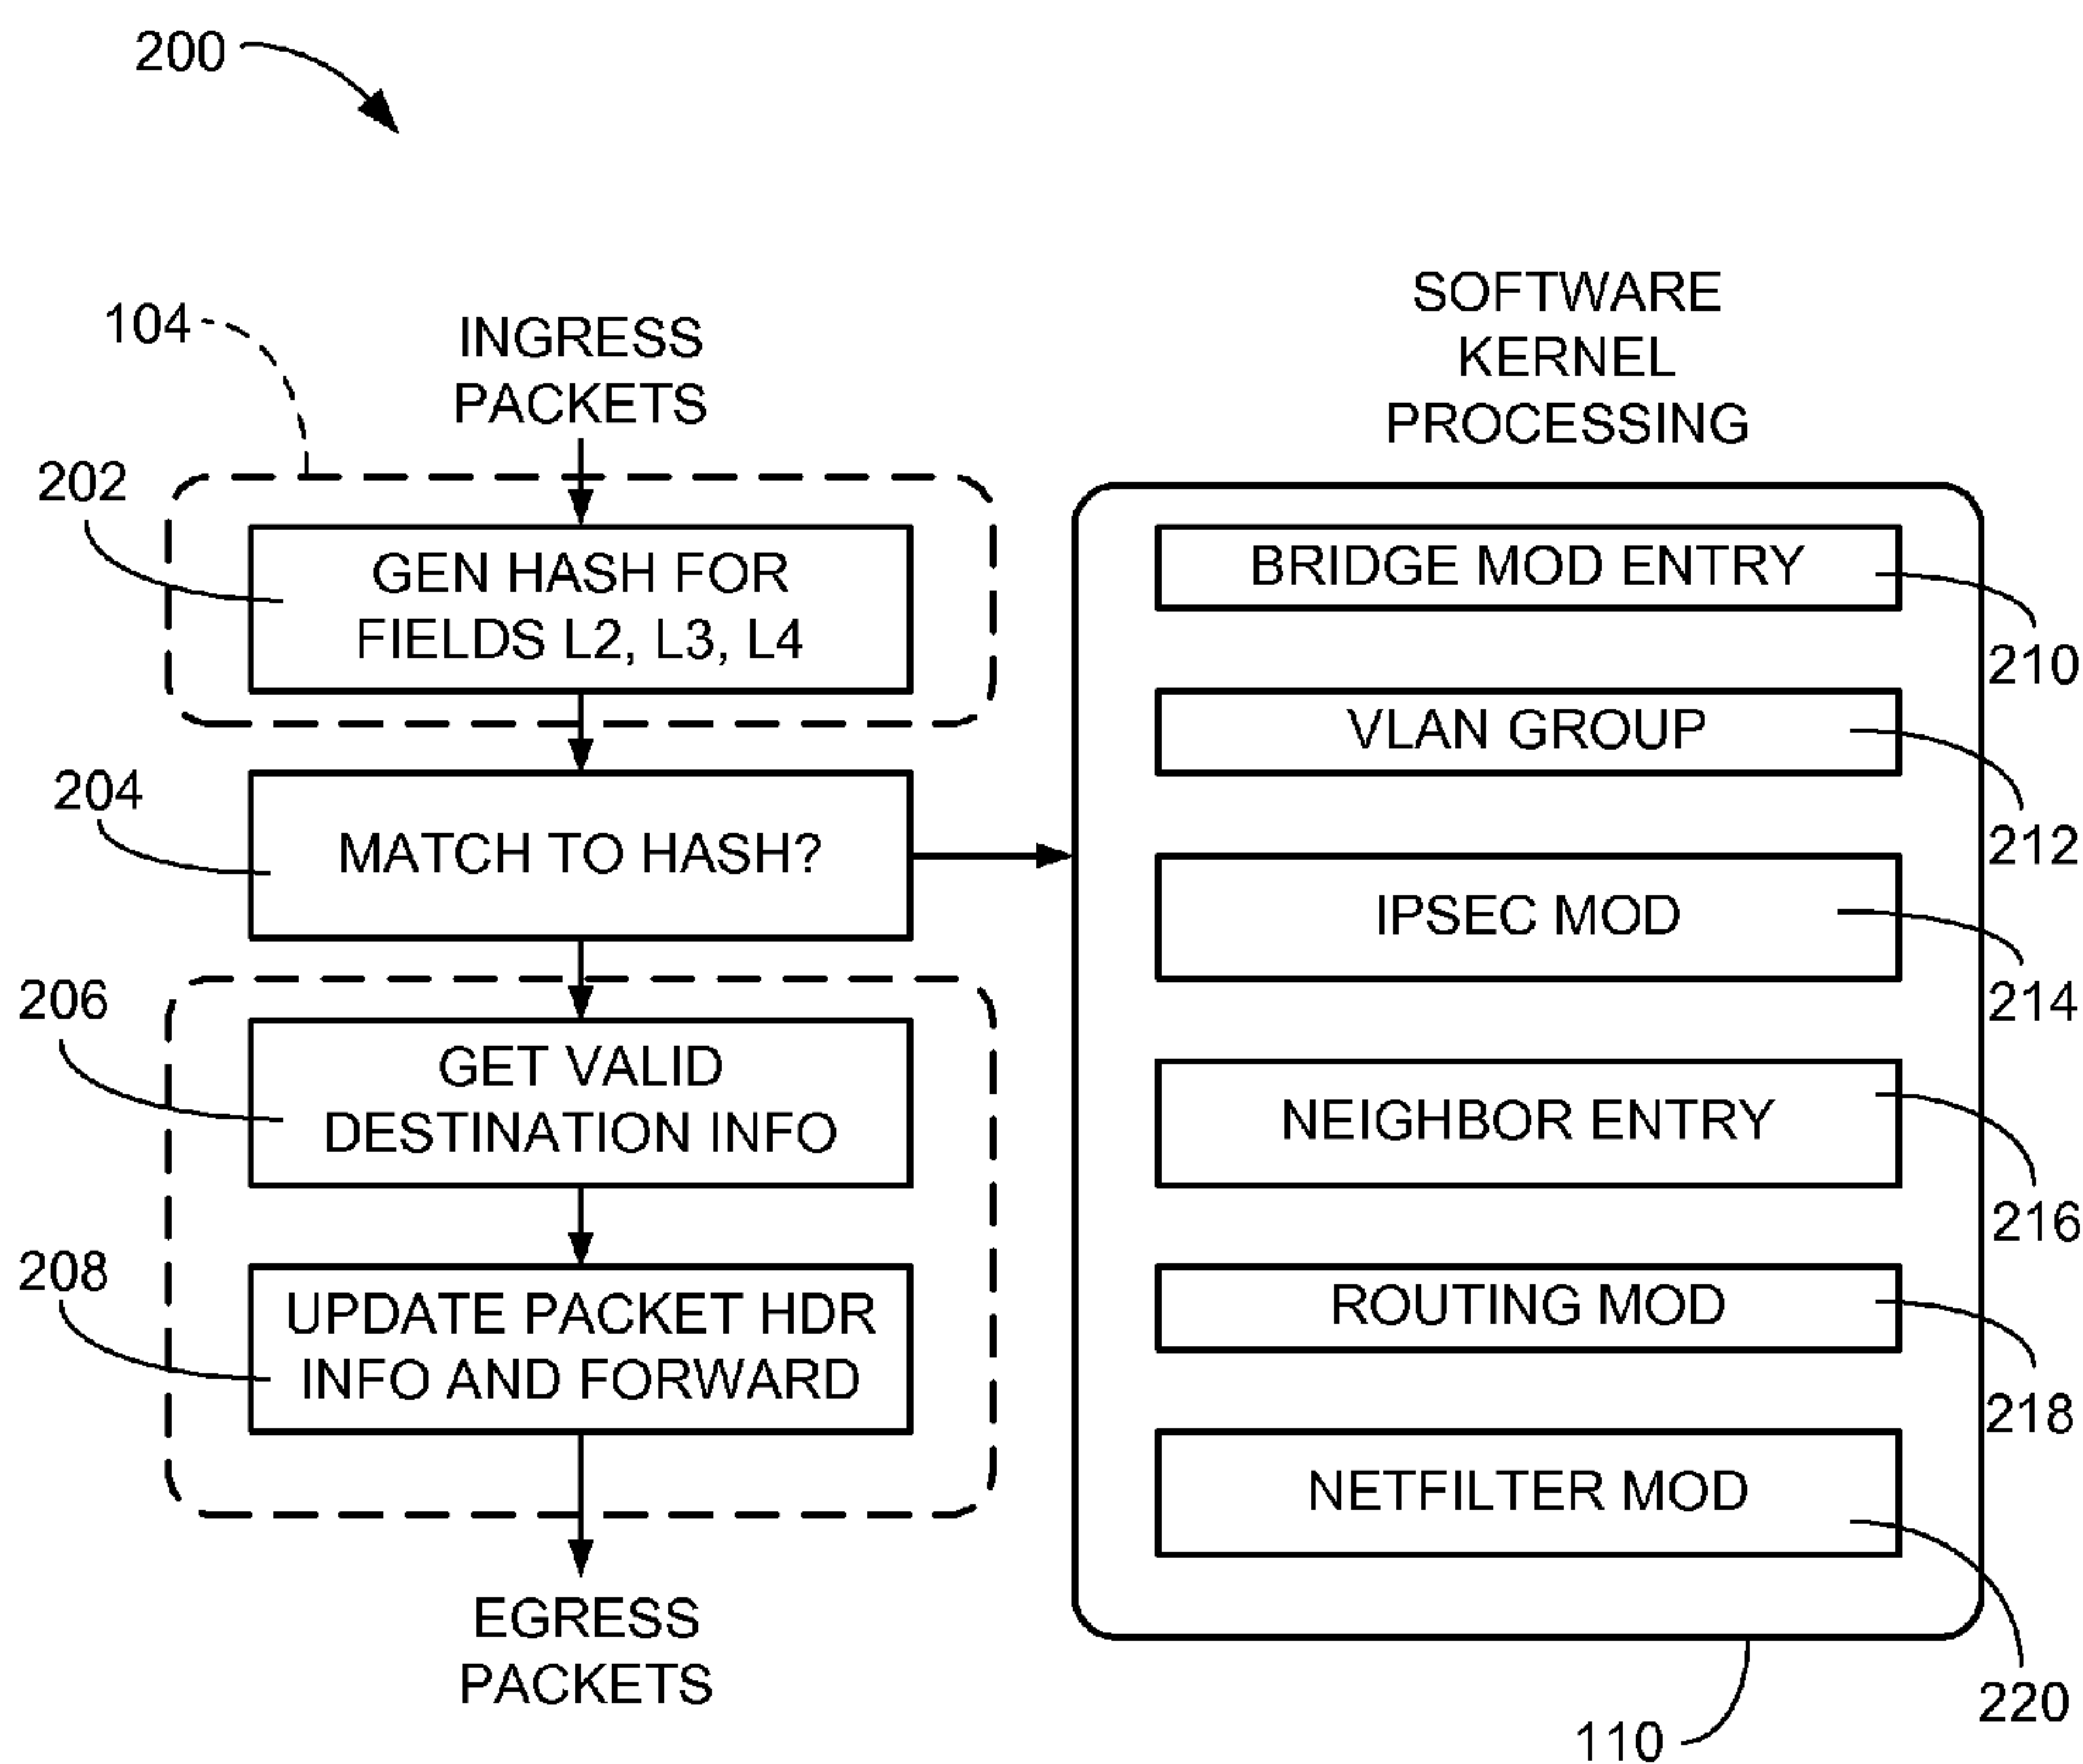 200
104
INGRESS
PACKETS
202
GEN HASH FOR
FIELDS L2, L3, L4
204
MATCH TO HASH?
206
GET VALID
DESTINATION INFO
208
UPDATE PACKET HDR
INFO AND FORWARD
EGRESS
PACKETS
SOFTWARE
KERNEL
PROCESSING
BRIDGE MOD ENTRY
210
VLAN GROUP
212
IPSEC MOD
214
NEIGHBOR ENTRY
216
ROUTING MOD
218
NETFILTER MOD
220
110